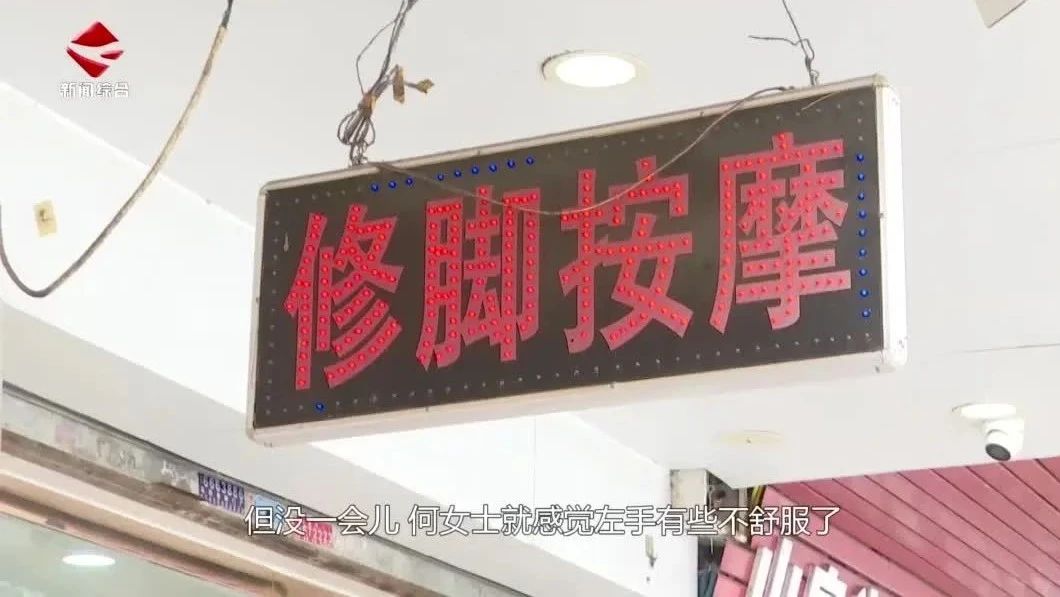 新闻综合
修脚按摩
但没一会儿 何女士就感觉左手有些不舒服了